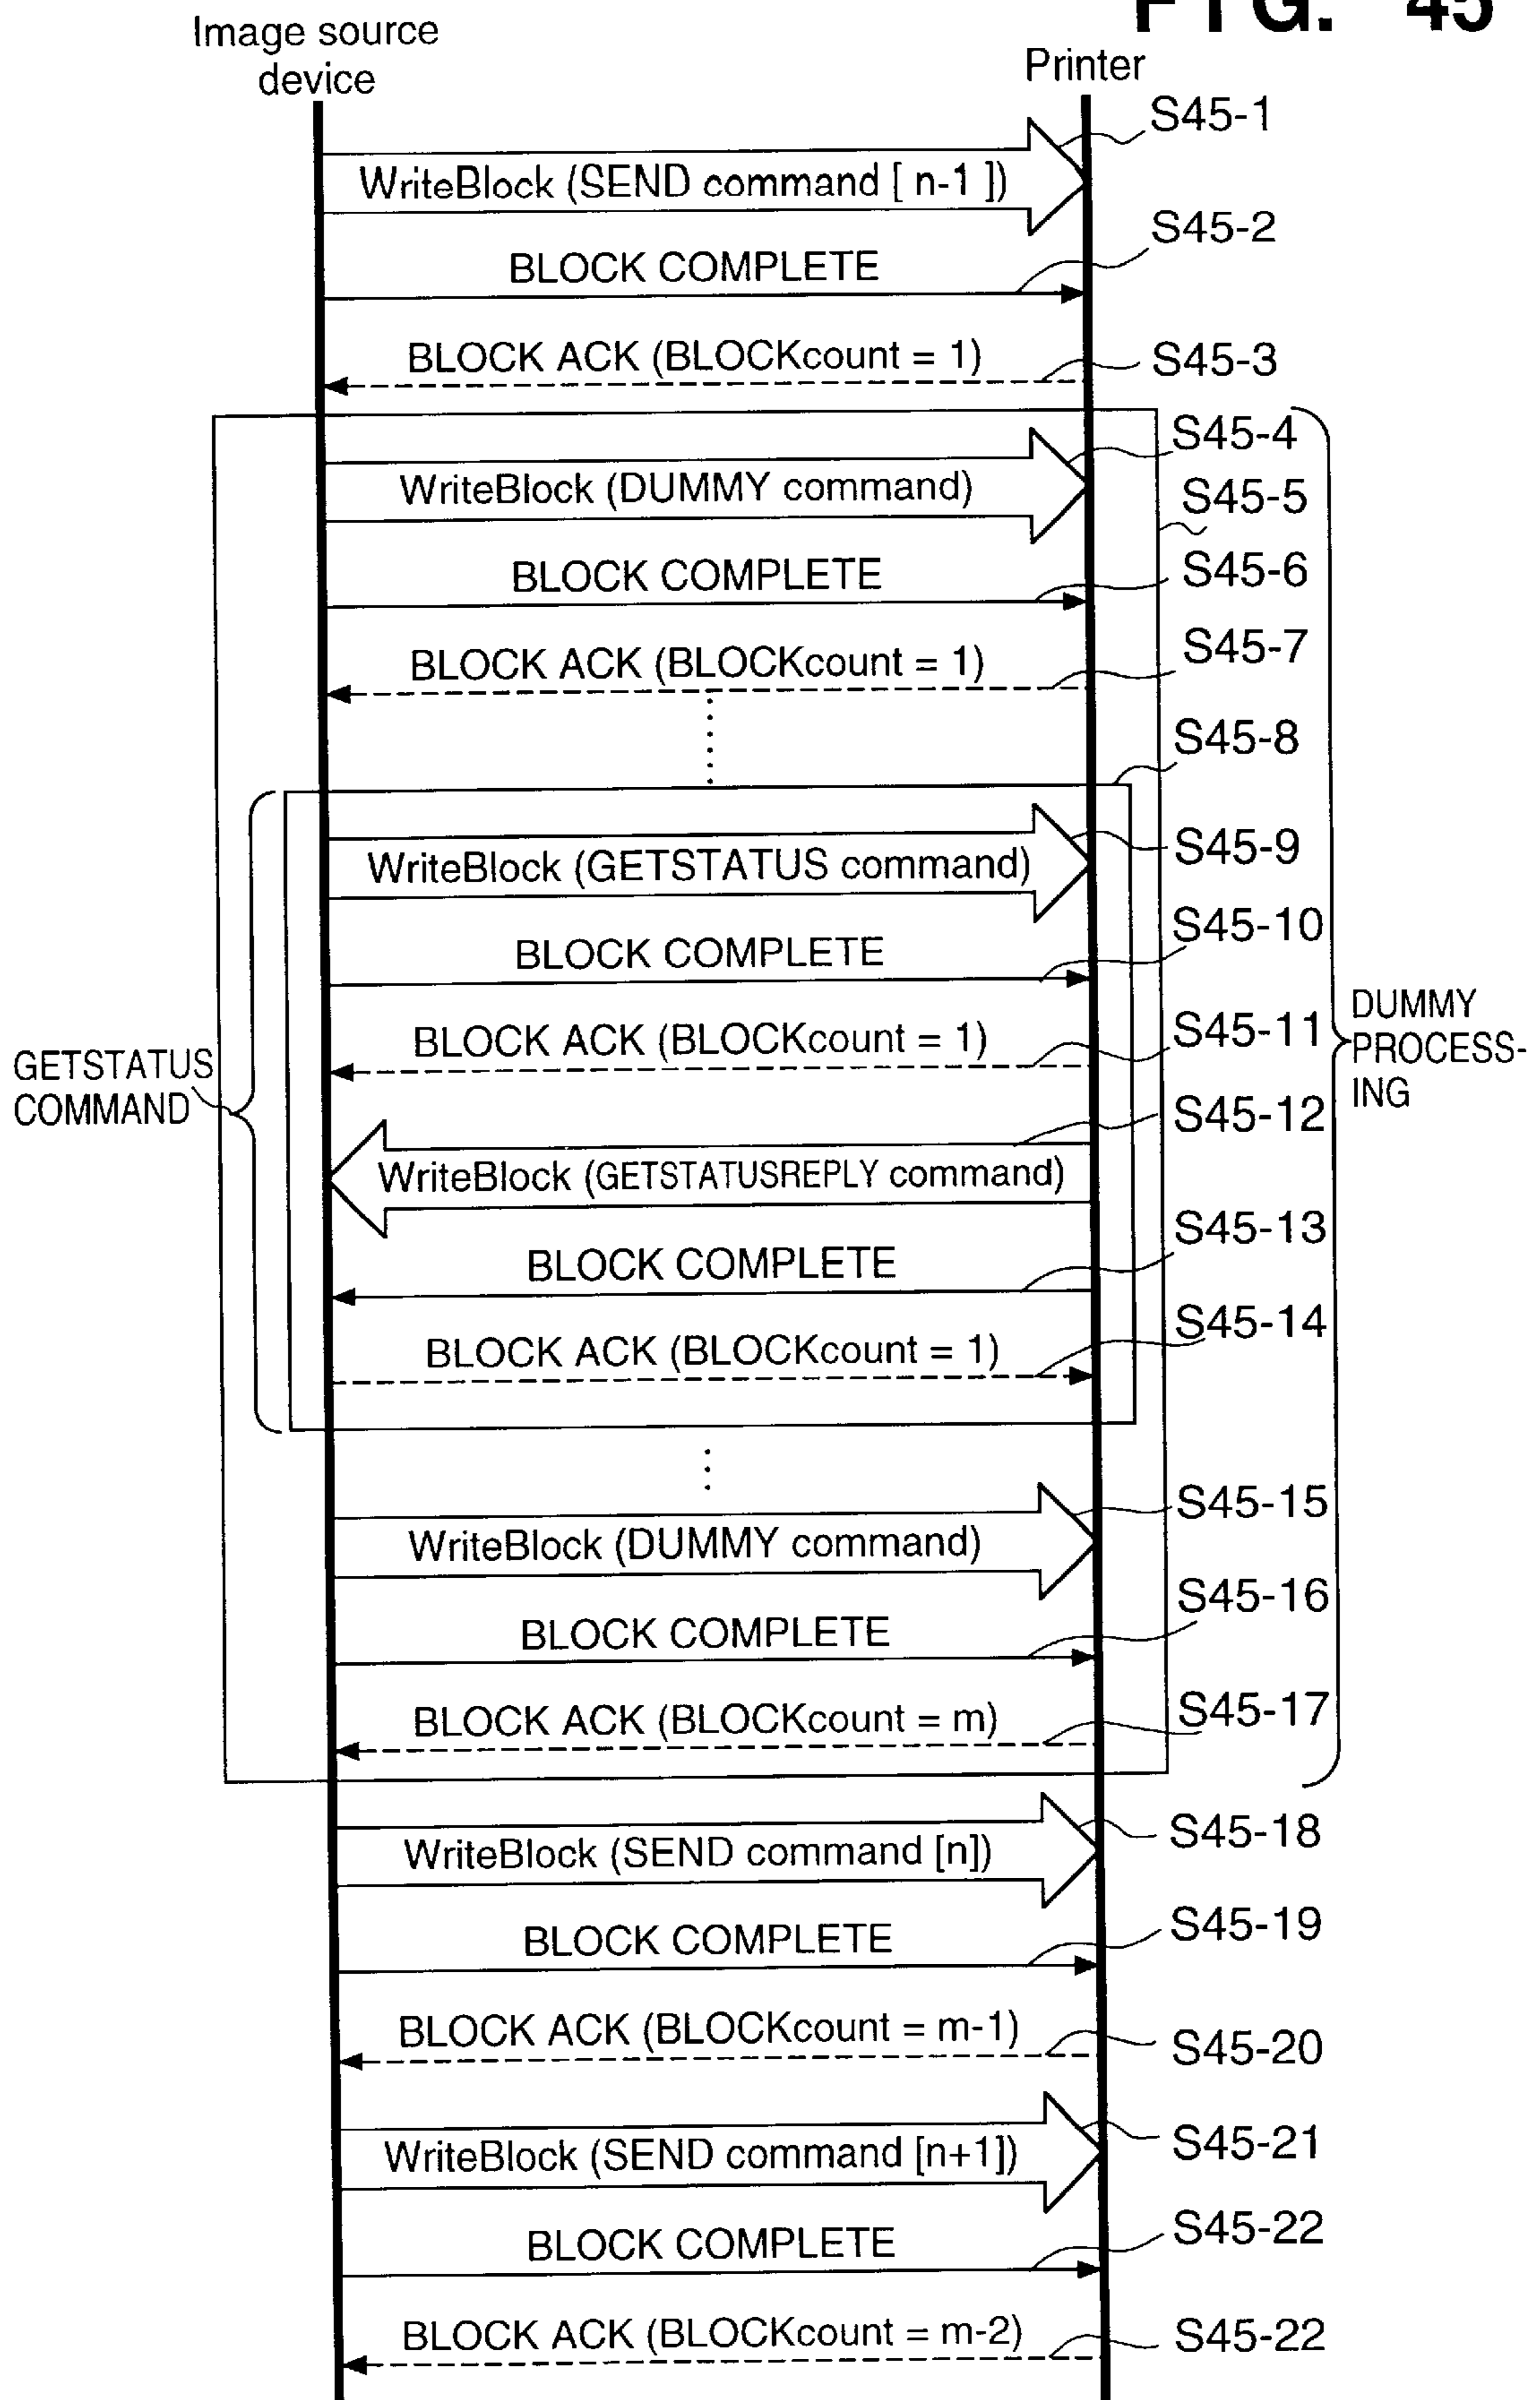 FIG. 45
Image source
device
Printer
S45-1
WriteBlock (SEND command [ n-1 ])
S45-2
BLOCK COMPLETE
BLOCK ACK (BLOCKcount = 1)
S45-3
S45-4
WriteBlock (DUMMY command)
S45-5
BLOCK COMPLETE
S45-6
BLOCK ACK (BLOCKcount = 1)
S45-7
S45-8
WriteBlock (GETSTATUS command)
S45-9
BLOCK COMPLETE
S45-10
BLOCK ACK (BLOCKcount = 1)
S45-11
GETSTATUS
COMMAND
DUMMY
PROCESS-
ING
S45-12
WriteBlock (GETSTATUSREPLY command)
S45-13
BLOCK COMPLETE
S45-14
BLOCK ACK (BLOCKcount = 1)
S45-15
WriteBlock (DUMMY command)
S45-16
BLOCK COMPLETE
S45-17
BLOCK ACK (BLOCKcount = m)
S45-18
WriteBlock (SEND command [n])
S45-19
BLOCK COMPLETE
BLOCK ACK (BLOCKcount = m-1)
S45-20
S45-21
WriteBlock (SEND command [n+1])
S45-22
BLOCK COMPLETE
BLOCK ACK (BLOCKcount = m-2)
S45-22